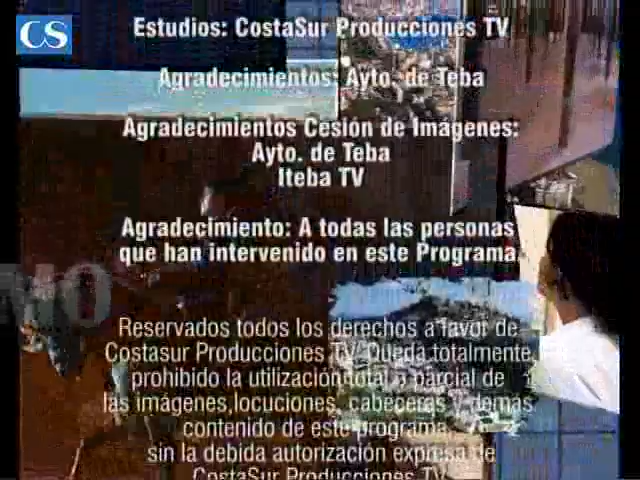 CS
Estudios: CostaSur Producciones TV
Agradecimientos: Ayto. de Teba
Agradecimientos Cesión de Imágenes:
Ayto. de Teba
Iteba TV
Agradecimiento: A todas las personas
que han intervenido en este Programa
MO
Reservados todos los derechos a favor de
Costasur Producciones TV. Queda totalmente
prohibido la utilización total o parcial de
las imágenes,locuciones, cabeceras y demás
contenido de este programa,
sin la debida autorización expresa de
CostaSur Producciones TV